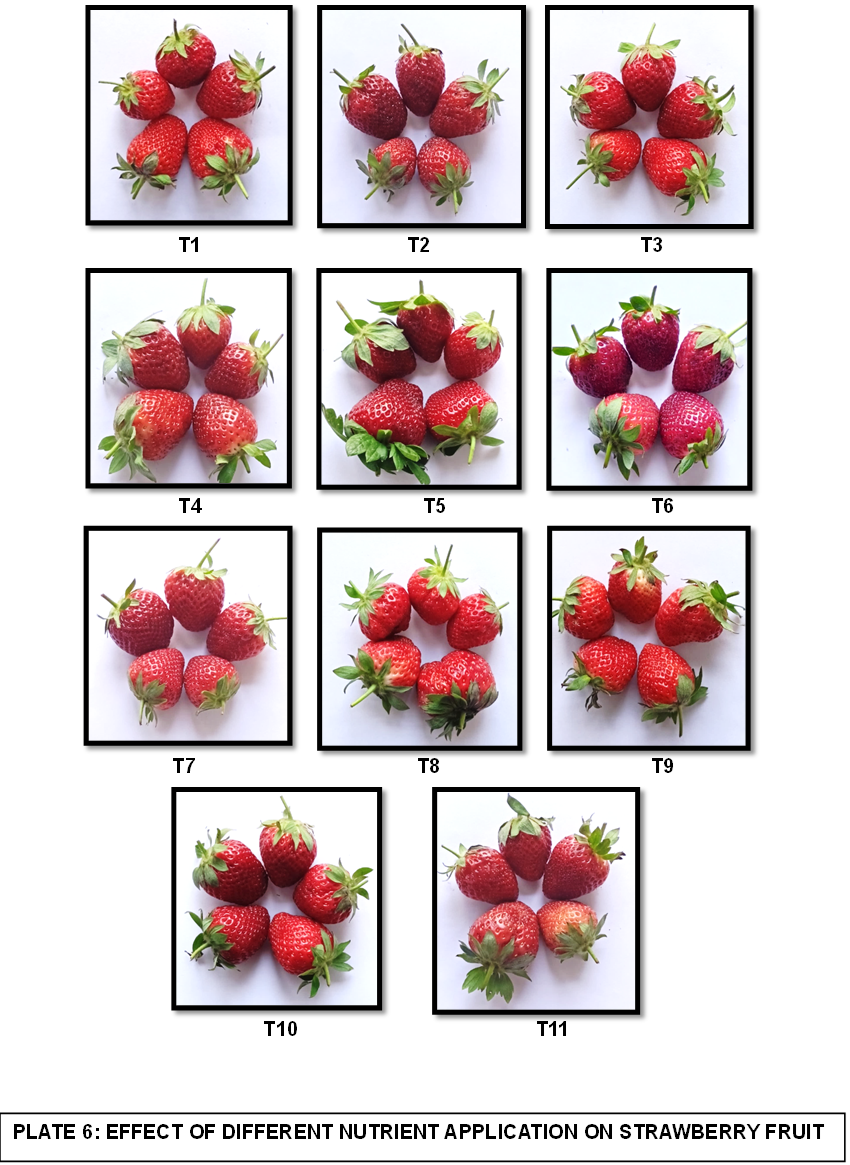 T1 T2 T3
T4 T5 T6
T7 T8 T9
T10 T11
PLATE 6: EFFECT OF DIFFERENT NUTRIENT APPLICATION ON STRAWBERRY FRUIT